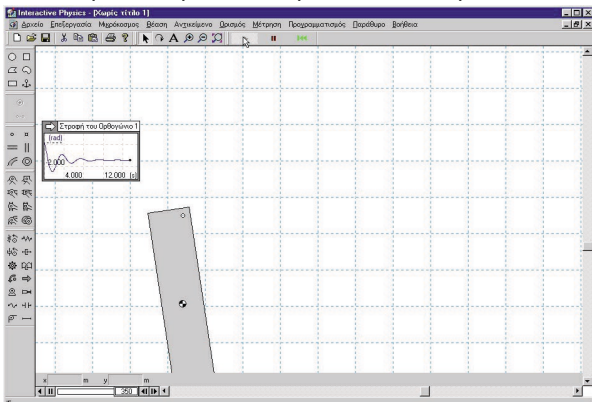 Interactive Physics - [Χωρίς τίτλο 1]
Αρχείο Επεξεργασία Μικρόκοσμος Θέαση Αντικείμενο Ορισμός Μέτρηση Προγραμματισμός Παράθυρο Βοήθεια
Στροφή του Ορθογώνιο 1
(rad)
-2.000
4.000 12.000 (s)
x m y m
350